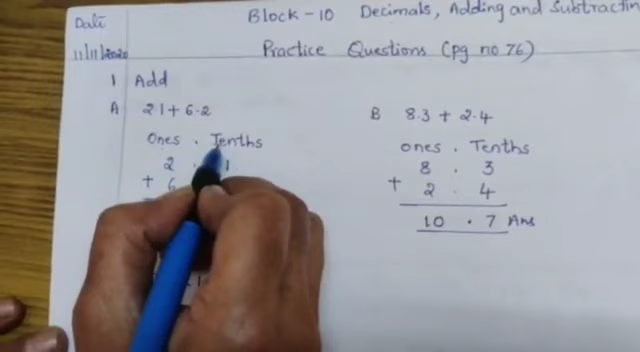 Date Block-10 Decimals, Adding and Subtractin
11/11/2020 Practice Questions (pg no.76)
1 Add
A 21+6.2 B 8.3 + 2.4
Ones . Tenths ones . Tenths
2 . 1 8 . 3
+ 6 + 2 . 4
10 . 7 Ans